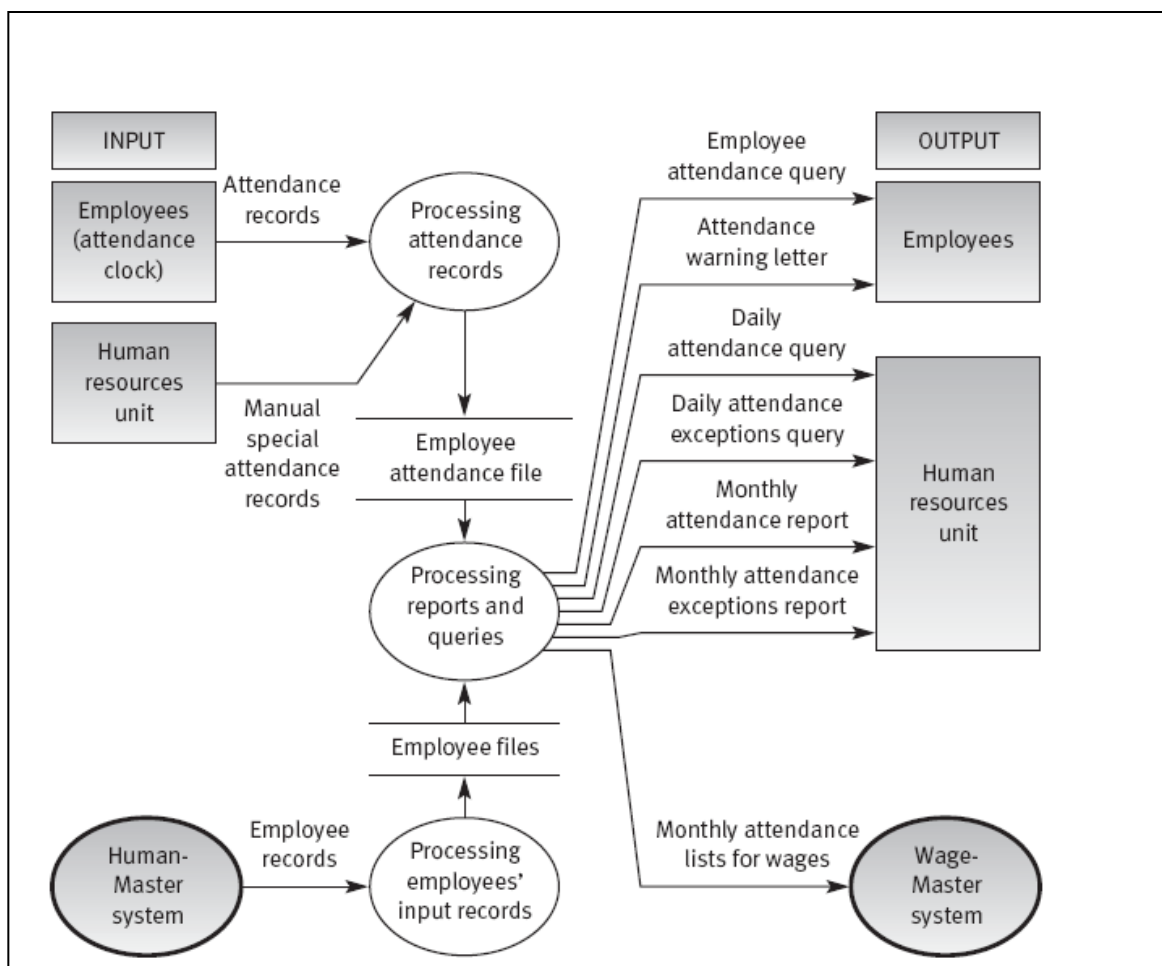 INPUT
OUTPUT
Employees
(attendance
clock)
Attendance
records
Processing
attendance
records
Employee
attendance query
Attendance
warning letter
Employees
Human
resources
unit
Manual
special
attendance
records
Employee
attendance file
Daily
attendance query
Daily attendance
exceptions query
Monthly
attendance report
Monthly attendance
exceptions report
Human
resources
unit
Processing
reports and
queries
Employee files
Human-
Master
system
Employee
records
Processing
employees’
input records
Monthly attendance
lists for wages
Wage-
Master
system